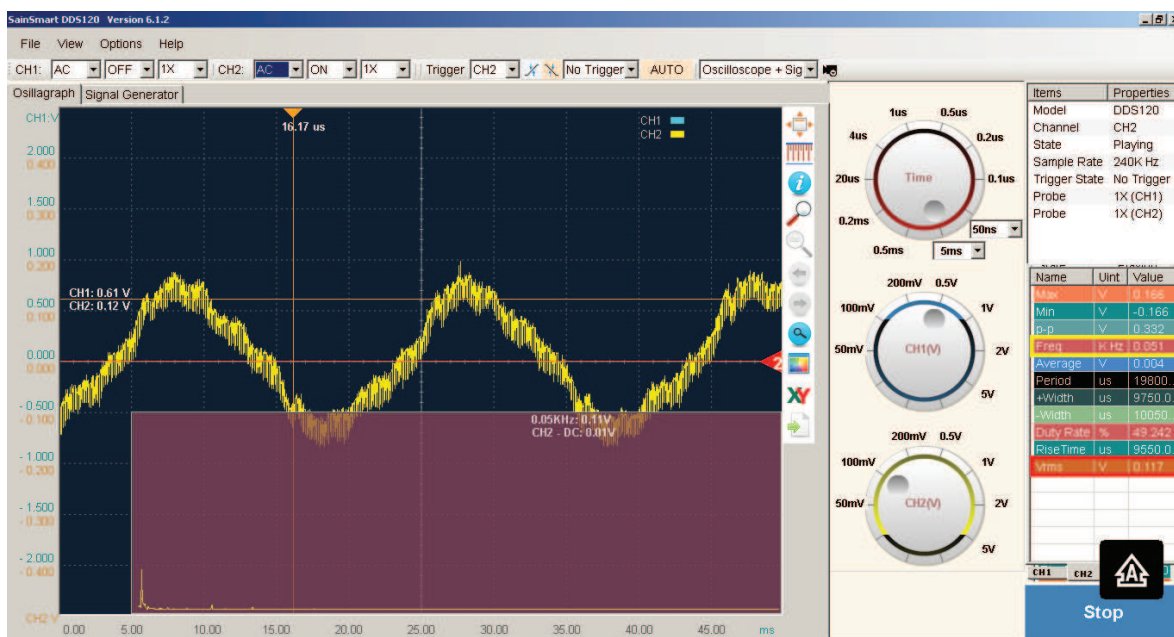 SainSmart DDS120 Version 6.1.2
File View Options Help
CH1: AC OFF 1X CH2: AC ON 1X Trigger CH2 No Trigger AUTO Oscilloscope + Sig
Osillagraph Signal Generator
CH1:V
16.17 us
CH1
CH2
2.000
0.400
1.500
0.300
1.000
0.200
CH1: 0.61 V
0.500
CH2: 0.12 V
0.100
0.000
0.000
2
- 0.500
- 0.100
0.05KHz: 0.11V
CH2 - DC: 0.01V
- 1.000
- 0.200
- 1.500
- 0.300
- 2.000
- 0.400
CH2 V
0.00 5.00 10.00 15.00 20.00 25.00 30.00 35.00 40.00 45.00 ms
XY
1us 0.5us
4us 0.2us
20us Time 0.1us
0.2ms 50ns
0.5ms 5ms
200mV 0.5V
100mV 1V
50mV CH1(V) 2V
5V
200mV 0.5V
100mV 1V
50mV CH2(V) 2V
5V
Items Properties
Model DDS120
Channel CH2
State Playing
Sample Rate 240K Hz
Trigger State No Trigger
Probe 1X (CH1)
Probe 1X (CH2)
Name Uint Value
Max V 0.166
Min V -0.166
p-p V 0.332
Freq K Hz 0.051
Average V 0.004
Period us 19800..
+Width us 9750.0.
-Width us 10050.
Duty Rate % 49.242
RiseTime us 9550.0.
Vrms V 0.117
CH1 CH2
A
Stop